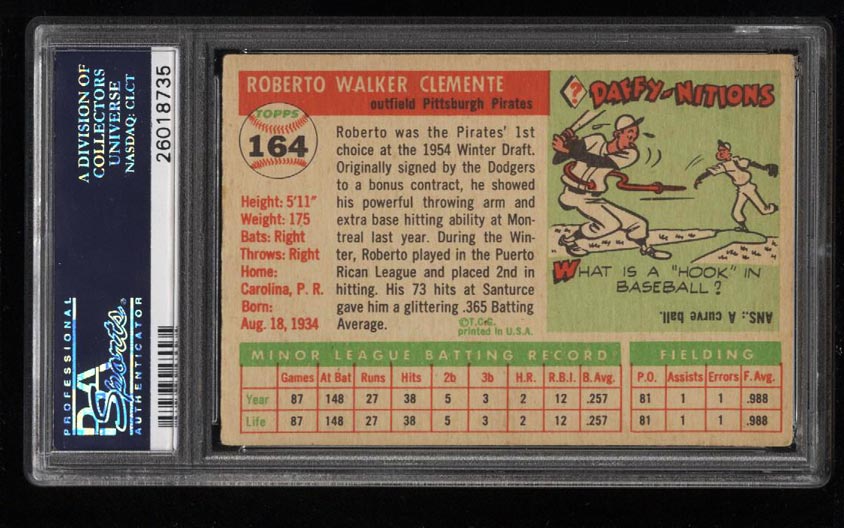 A DIVISION OF
COLLECTORS
UNIVERSE
NASDAQ: CLCT
26018735
PROFESSIONAL
PSA
Sports
AUTHENTICATOR
ROBERTO WALKER CLEMENTE
outfield Pittsburgh Pirates
TOPPS
164
Height: 5'11"
Weight: 175
Bats: Right
Throws: Right
Home:
Carolina, P. R.
Born:
Aug. 18, 1934
Roberto was the Pirates' 1st
choice at the 1954 Winter Draft.
Originally signed by the Dodgers
to a bonus contract, he showed
his powerful throwing arm and
extra base hitting ability at Mon-
treal last year. During the Win-
ter, Roberto played in the Puerto
Rican League and placed 2nd in
hitting. His 73 hits at Santurce
gave him a glittering .365 Batting
Average.
©T.C.G.
printed in U.S.A.
? DAFFY-NITIONS
WHAT IS A "HOOK" IN
BASEBALL?
ANS.: A curve ball.
MINOR LEAGUE BATTING RECORD FIELDING
Games At Bat Runs Hits 2b 3b H.R. R.B.I. B. Avg. P.O. Assists Errors F. Avg.
Year 87 148 27 38 5 3 2 12 .257 81 1 1 .988
Life 87 148 27 38 5 3 2 12 .257 81 1 1 .988